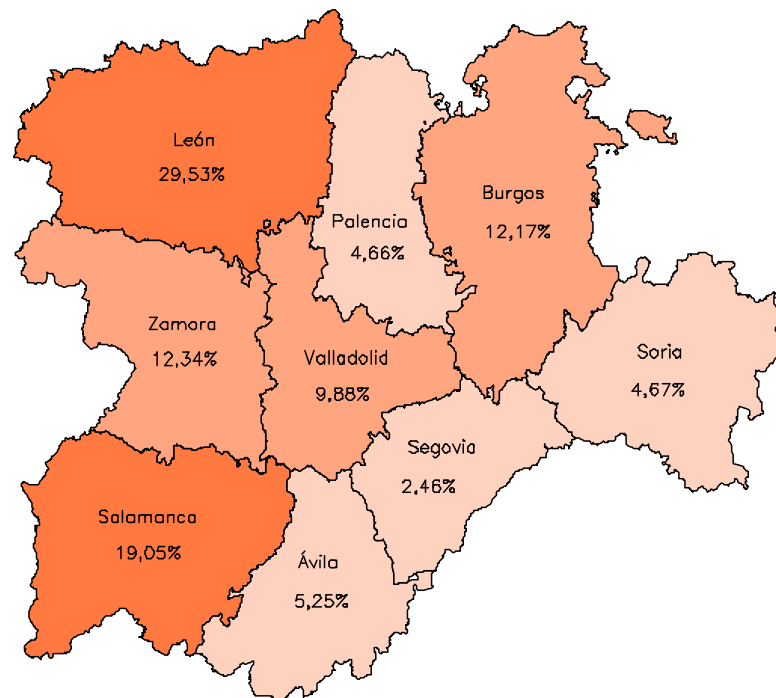 León
29,53%
Palencia
4,66%
Burgos
12,17%
Zamora
12,34%
Valladolid
9,88%
Soria
4,67%
Segovia
2,46%
Salamanca
19,05%
Ávila
5,25%